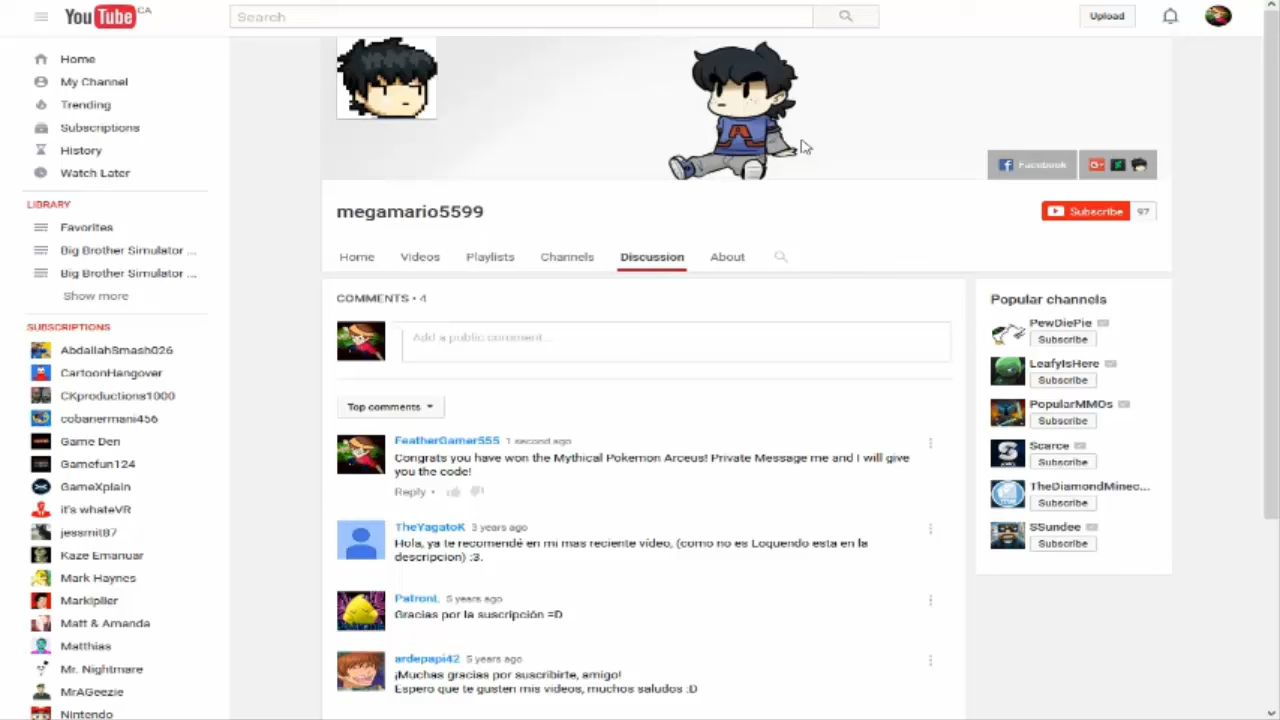 YouTube CA
Search
Upload
Home
My Channel
Trending
Subscriptions
History
Watch Later
LIBRARY
Favorites
Big Brother Simulator ...
Big Brother Simulator ...
Show more
SUBSCRIPTIONS
AbdallahSmash026
CartoonHangover
CKproductions1000
cobanermani456
Game Den
Gamefun124
GameXplain
it's whateVR
jessmit87
Kaze Emanuar
Mark Haynes
Markiplier
Matt & Amanda
Matthias
Mr. Nightmare
MrAGeezie
Nintendo
Facebook
megamario5599
Subscribe 97
Home Videos Playlists Channels Discussion About
COMMENTS • 4
Add a public comment...
Top comments
FeatherGamer555 1 second ago
Congrats you have won the Mythical Pokemon Arceus! Private Message me and I will give
you the code!
Reply •
TheYagatoK 3 years ago
Hola, ya te recomendé en mi mas reciente vídeo, (como no es Loquendo esta en la
descripcion) :3.
PatronL 5 years ago
Gracias por la suscripción =D
ardepapi42 5 years ago
¡Muchas gracias por suscribirte, amigo!
Espero que te gusten mis videos, muchos saludos :D
Popular channels
PewDiePie
Subscribe
LeafyIsHere
Subscribe
PopularMMOs
Subscribe
Scarce
Subscribe
TheDiamondMinec...
Subscribe
SSundee
Subscribe